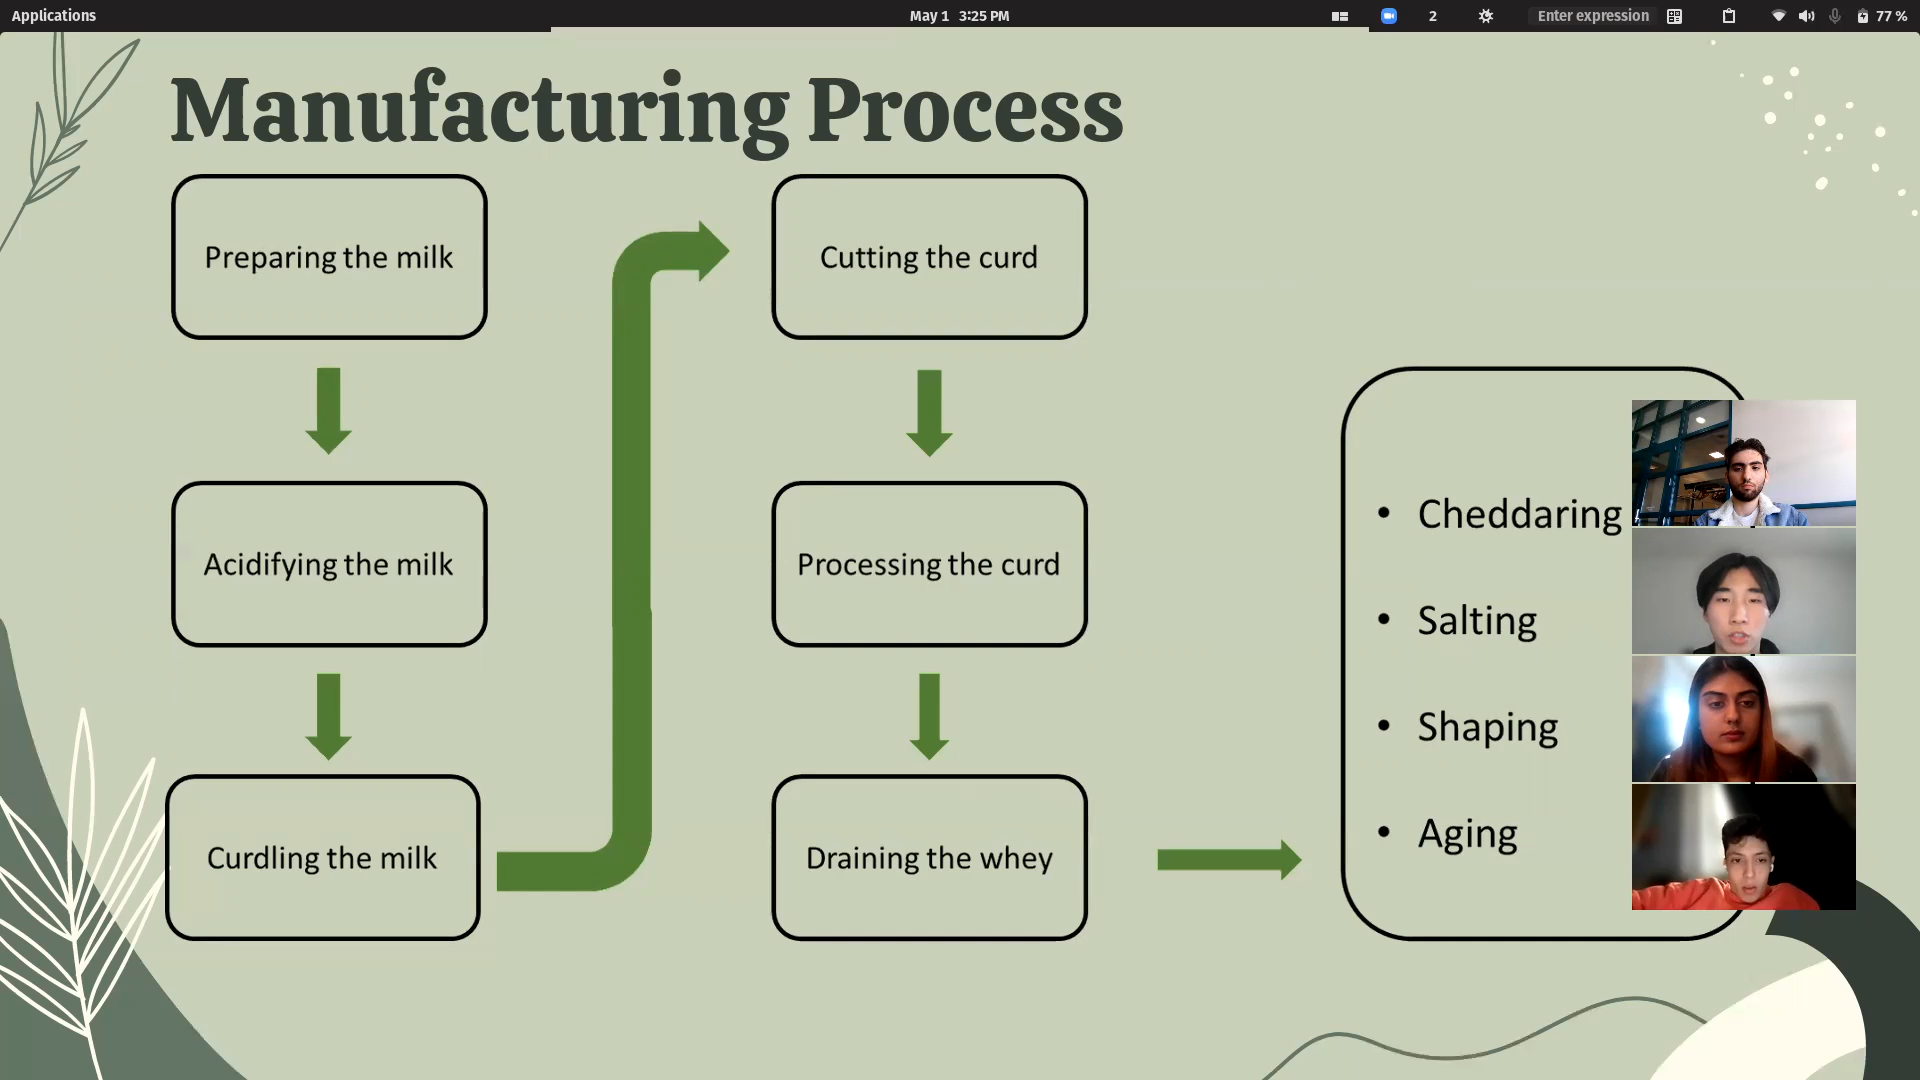 Applications
May 1 3:25 PM
2
Enter expression
77 %
Manufacturing Process
Preparing the milk
Acidifying the milk
Curdling the milk
Cutting the curd
Processing the curd
Draining the whey
• Cheddaring
• Salting
• Shaping
• Aging